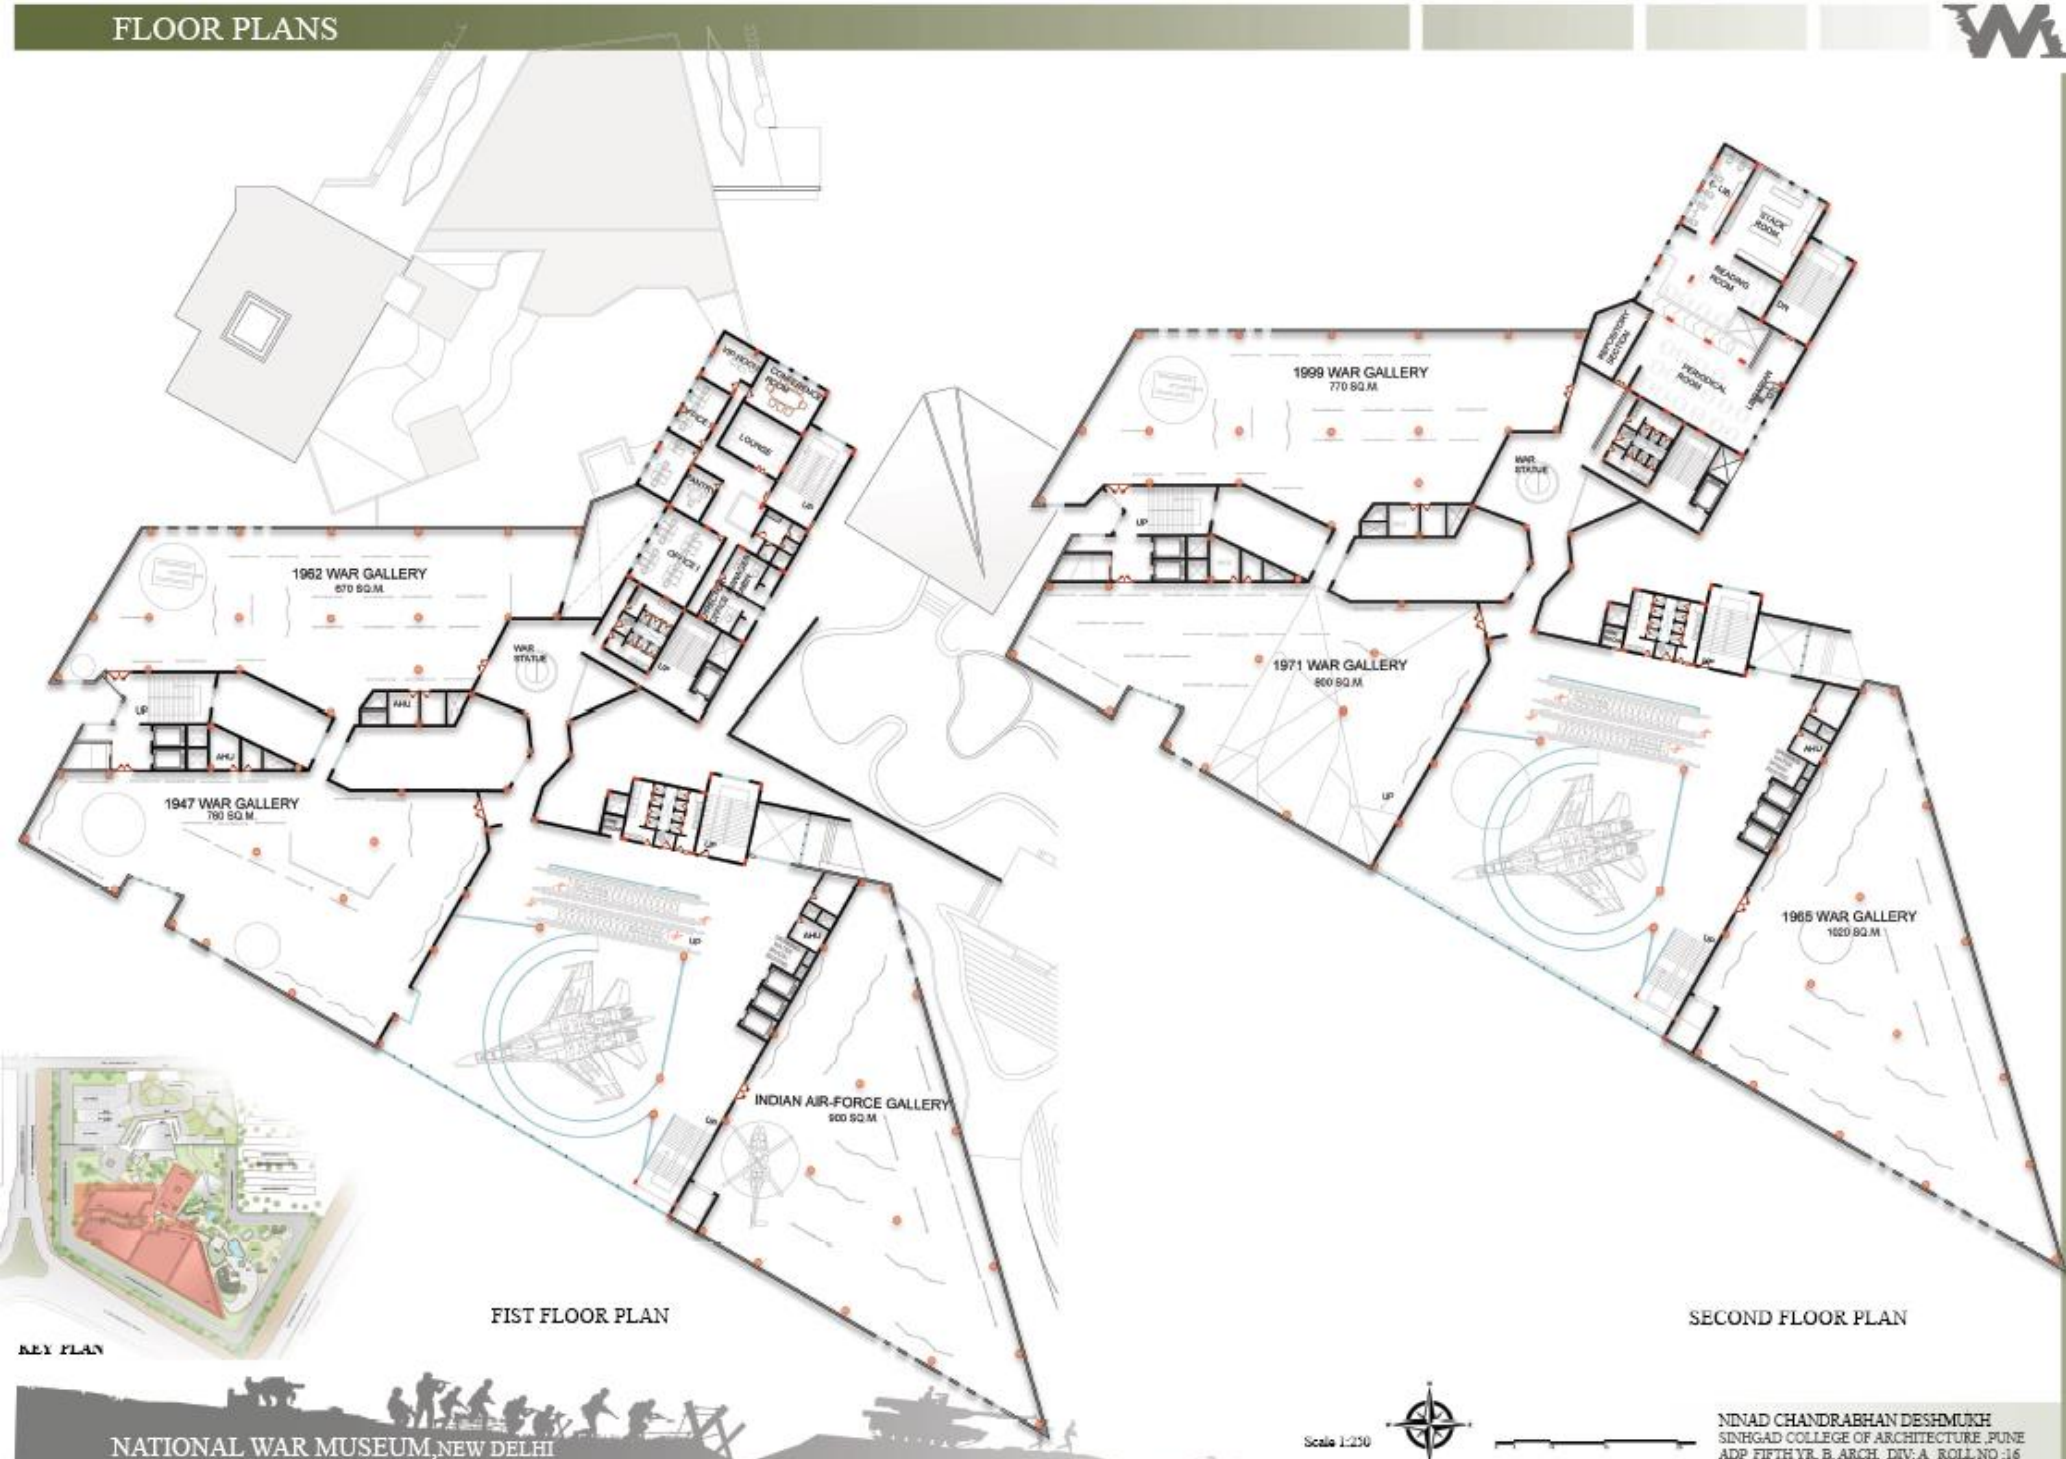 FLOOR PLANS
W
VIP ROOM
CONFERENCE
ROOM
LOUNGE
UP
OFFICE I
1962 WAR GALLERY
670 SQ.M.
WAR
STATUE
UP
UP
AHU
AHU
1947 WAR GALLERY
760 SQ.M.
UP
UP
AHU
UP
INDIAN AIR-FORCE GALLERY
900 SQ.M.
FIST FLOOR PLAN
E-LIB
STACK
ROOM
READING
ROOM
DN
REPOSITORY
SECTION
PERIODICAL
ROOM
1999 WAR GALLERY
770 SQ.M.
WAR
STATUE
UP
1971 WAR GALLERY
800 SQ.M.
UP
UP
AHU
UP
1965 WAR GALLERY
1020 SQ.M.
SECOND FLOOR PLAN
KEY PLAN
NATIONAL WAR MUSEUM,NEW DELHI
Scale 1:250
NINAD CHANDRABHAN DESHMUKH
SINHGAD COLLEGE OF ARCHITECTURE ,PUNE
ADP FIFTH YR. B. ARCH. DIV: A ROLL NO :16